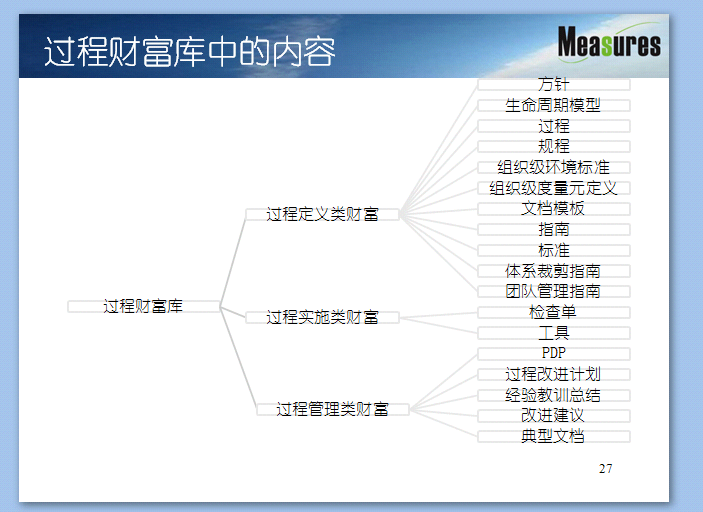 过程财富库中的内容
Measures
方针
生命周期模型
过程
规程
组织级环境标准
组织级度量元定义
过程定义类财富
文档模板
指南
标准
体系裁剪指南
团队管理指南
过程财富库
检查单
过程实施类财富
工具
PDP
过程改进计划
经验教训总结
过程管理类财富
改进建议
典型文档
27